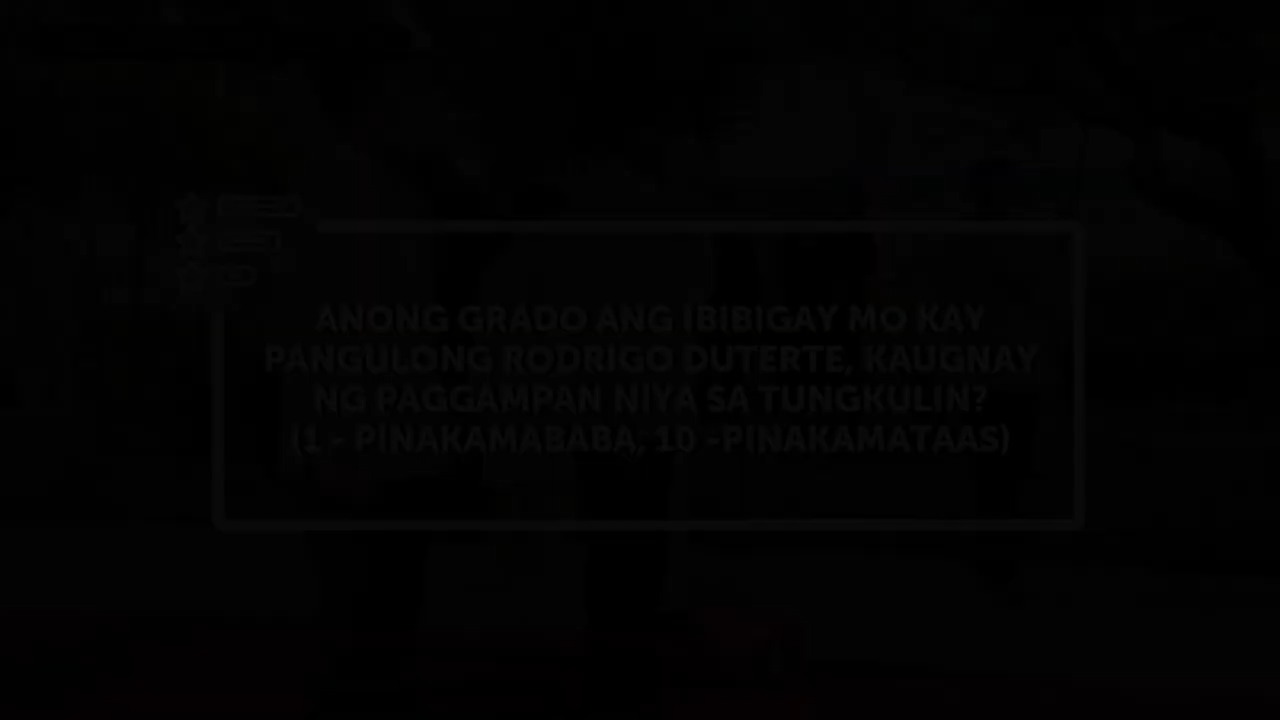 ANONG GRADO ANG IBIBIGAY MO KAY
PANGULONG RODRIGO DUTERTE, KAUGNAY
NG PAGGAMPAN NIYA SA TUNGKULIN?
(1 - PINAKAMABABA, 10 -PINAKAMATAAS)